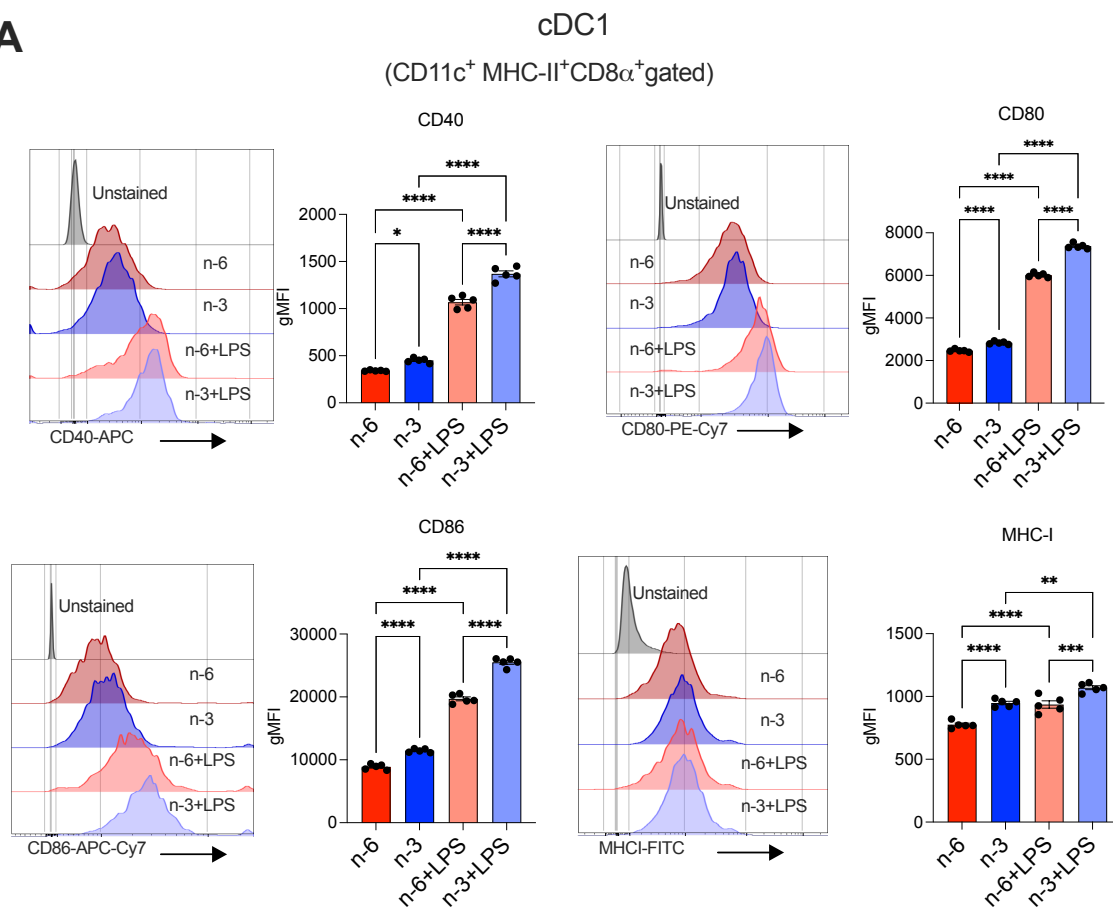 A
cDC1
(CD11c+ MHC-II+CD8α+gated)
CD40
Unstained
n-6
n-3
n-6+LPS
n-3+LPS
CD40-APC
gMFI
2000
1500
1000
500
0
****
****
*
****
n-6
n-3
n-6+LPS
n-3+LPS
CD80
Unstained
n-6
n-3
n-6+LPS
n-3+LPS
CD80-PE-Cy7
gMFI
8000
6000
4000
2000
0
****
****
****
****
n-6
n-3
n-6+LPS
n-3+LPS
CD86
Unstained
n-6
n-3
n-6+LPS
n-3+LPS
CD86-APC-Cy7
gMFI
30000
20000
10000
0
****
****
****
****
n-6
n-3
n-6+LPS
n-3+LPS
MHC-I
Unstained
n-6
n-3
n-6+LPS
n-3+LPS
MHCI-FITC
gMFI
1500
1000
500
0
**
****
****
***
n-6
n-3
n-6+LPS
n-3+LPS